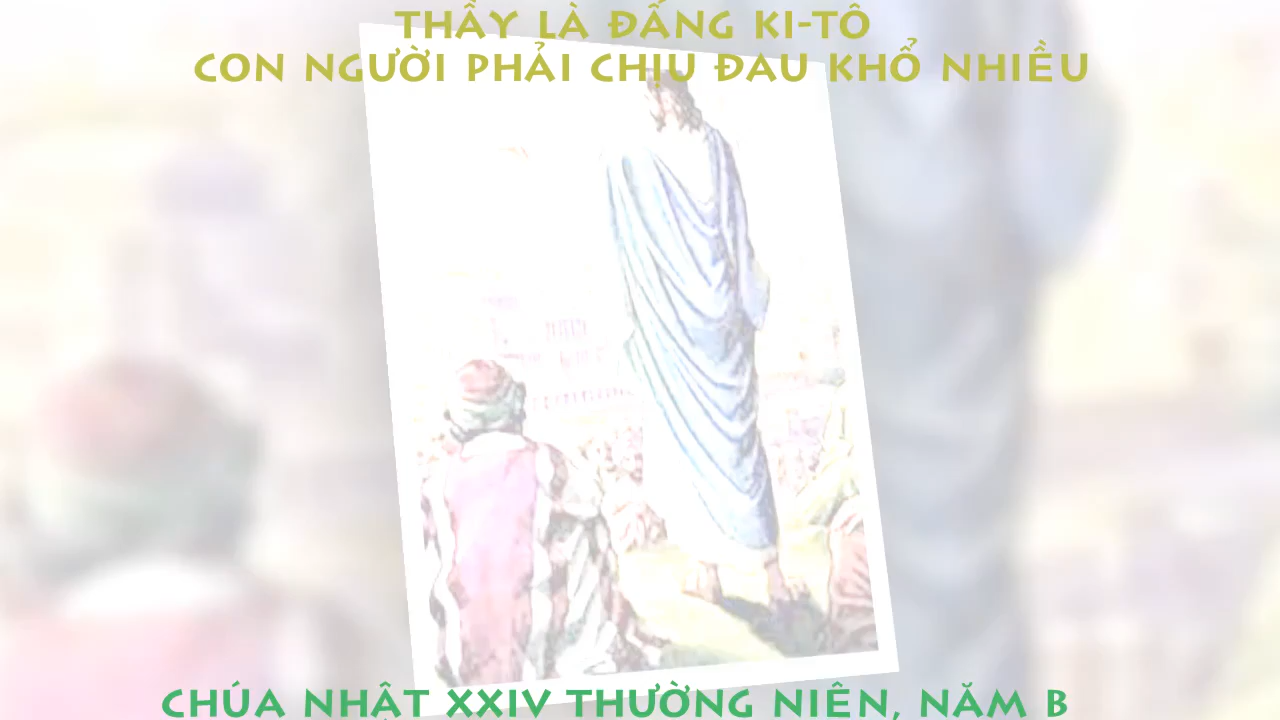 THẦY LÀ ĐẤNG KI-TÔ
CON NGƯỜI PHẢI CHỊU ĐAU KHỔ NHIỀU
CHÚA NHẬT XXIV THƯỜNG NIÊN, NĂM B